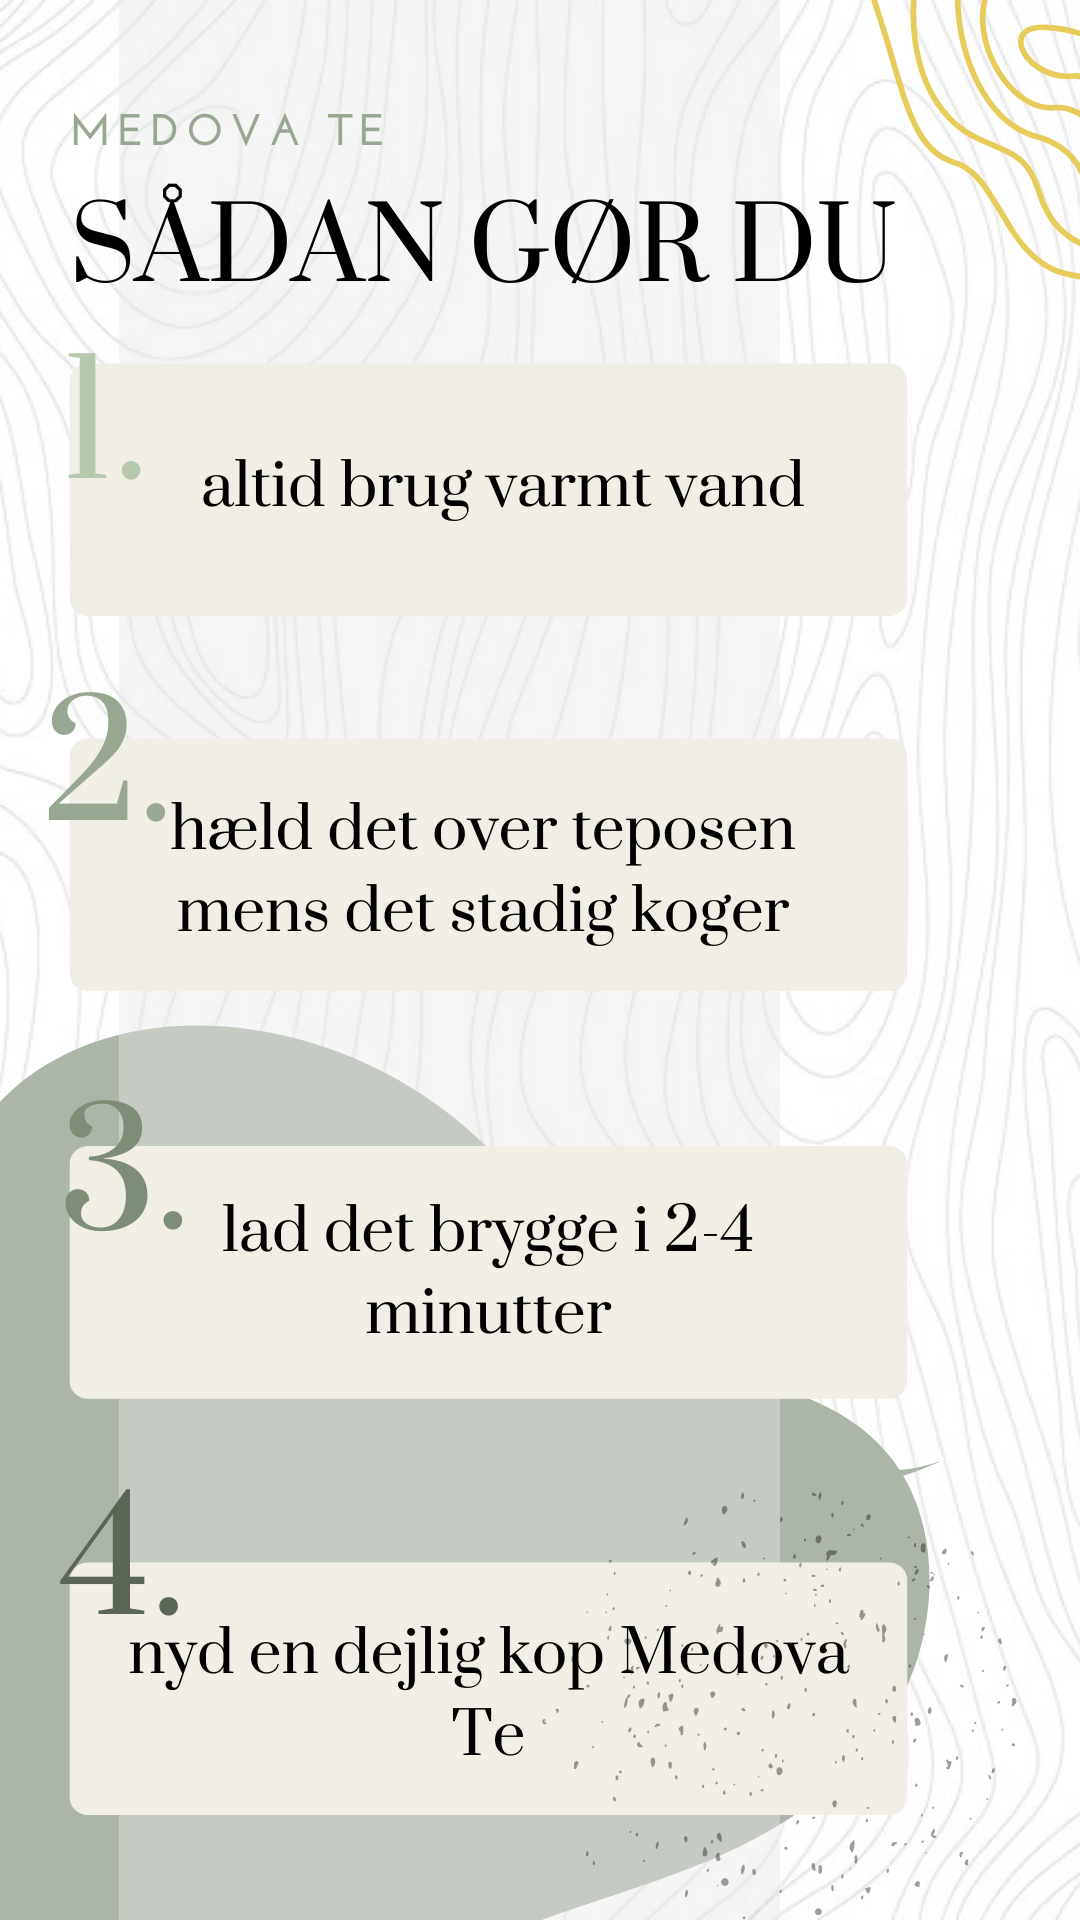 MEDOVA TE
SÅDAN GØR DU
1.
altid brug varmt vand
2.
hæld det over teposen
mens det stadig koger
3.
lad det brygge i 2-4
minutter
4.
nyd en dejlig kop Medova
Te